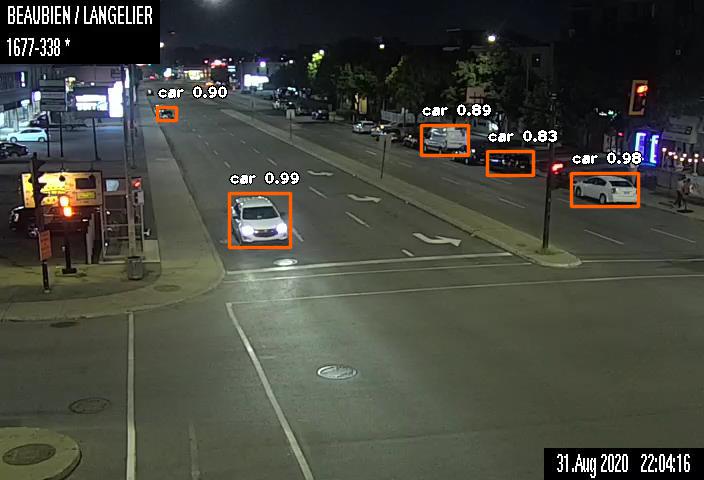 BEAUBIEN / LANGELIER
1677-338 *
car 0.90
car 0.89
car 0.83
car 0.98
car 0.99
31.Aug 2020 22:04:16